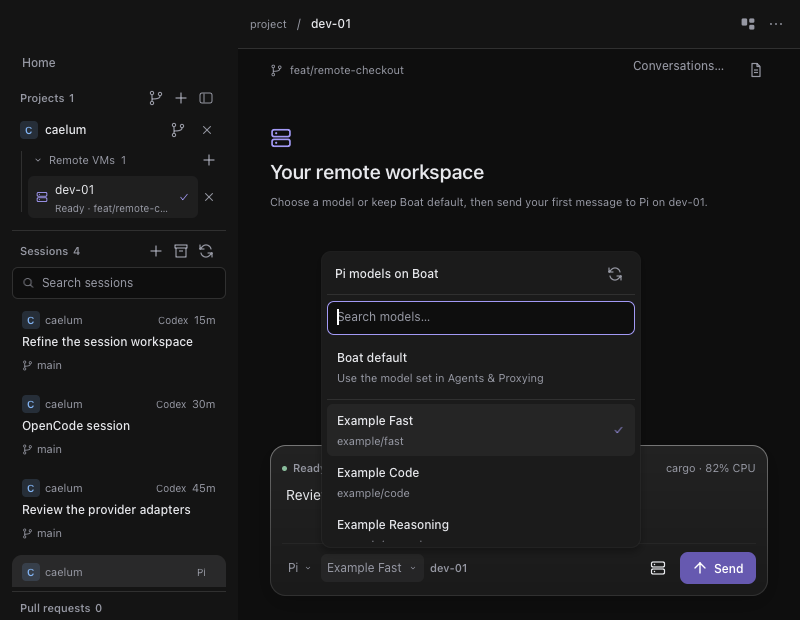 project / dev-01
Home
Projects 1
C caelum
Remote VMs 1
dev-01
Ready · feat/remote-c...
Sessions 4
Search sessions
C caelum Codex 15m
Refine the session workspace
main
C caelum Codex 30m
OpenCode session
main
C caelum Codex 45m
Review the provider adapters
main
C caelum Pi
Pull requests 0
feat/remote-checkout
Conversations...
Your remote workspace
Choose a model or keep Boat default, then send your first message to Pi on dev-01.
Pi models on Boat
Search models...
Boat default
Use the model set in Agents & Proxying
Example Fast
example/fast
Example Code
example/code
Example Reasoning
cargo · 82% CPU
Pi
Example Fast
dev-01
Send